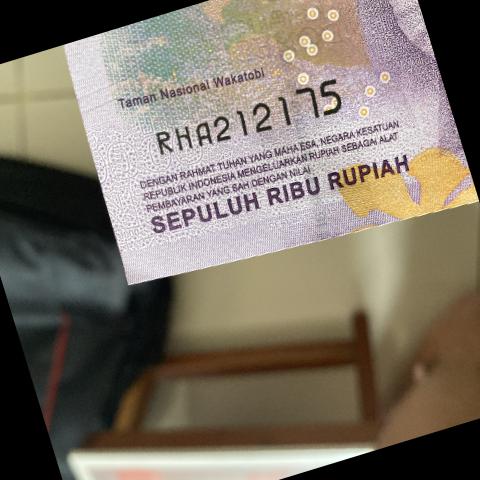 Taman Nasional Wakatobi
RHA212175
DENGAN RAHMAT TUHAN YANG MAHA ESA, NEGARA KESATUAN
REPUBLIK INDONESIA MENGELUARKAN RUPIAH SEBAGAI ALAT
PEMBAYARAN YANG SAH DENGAN NILAI
SEPULUH RIBU RUPIAH